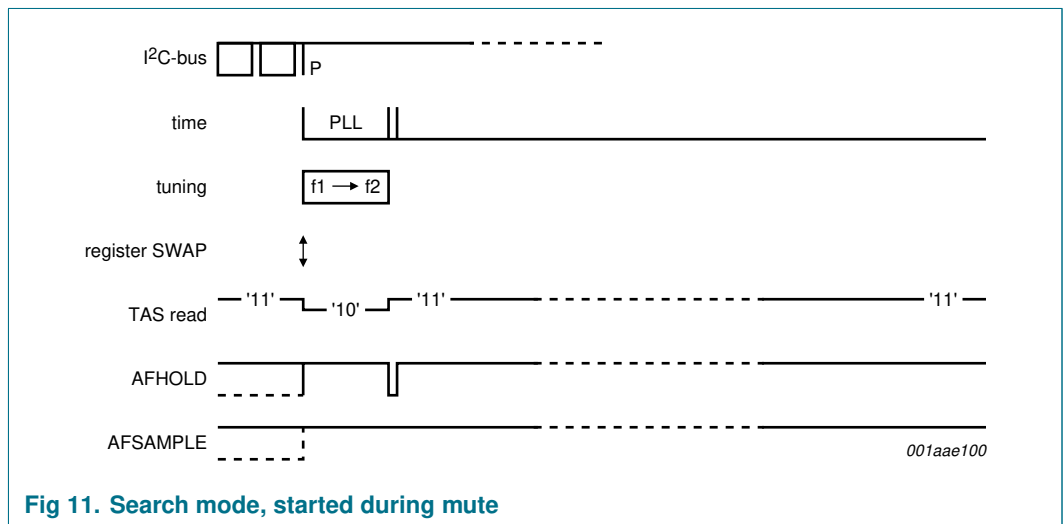 I²C-bus
P
time
PLL
tuning
f1 → f2
register SWAP
TAS read
'11'
'10'
'11'
'11'
AFHOLD
AFSAMPLE
001aae100
Fig 11. Search mode, started during mute